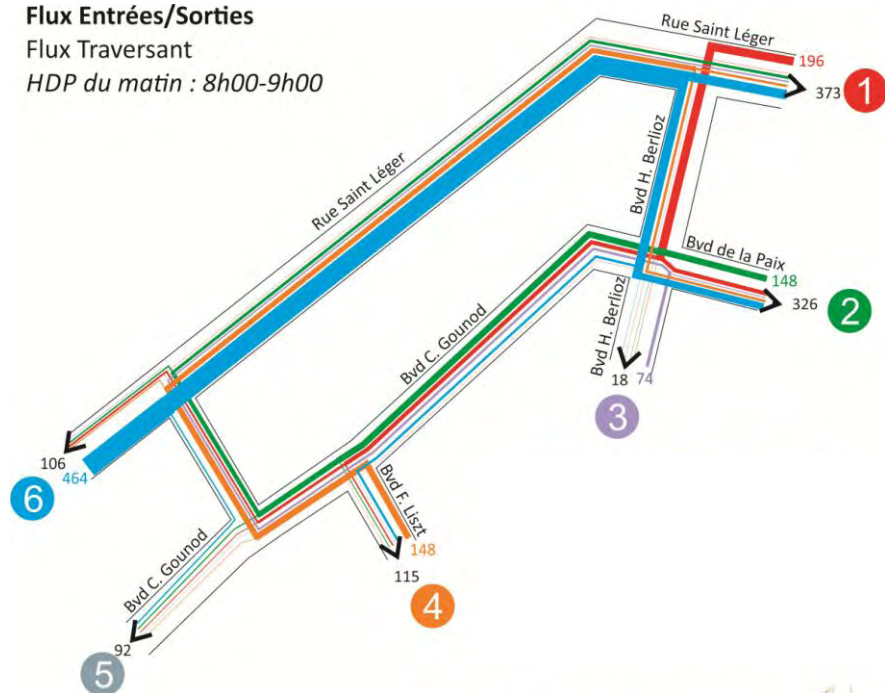 Flux Entrées/Sorties
Flux Traversant
HDP du matin : 8h00-9h00
Rue Saint Léger
196
373
1
Rue Saint Léger
Bvd H. Berlioz
Bvd de la Paix
148
326
2
Bvd C. Gounod
Bvd H. Berlioz
18
74
3
106
464
6
Bvd F. Liszt
148
115
4
Bvd C. Gounod
92
5